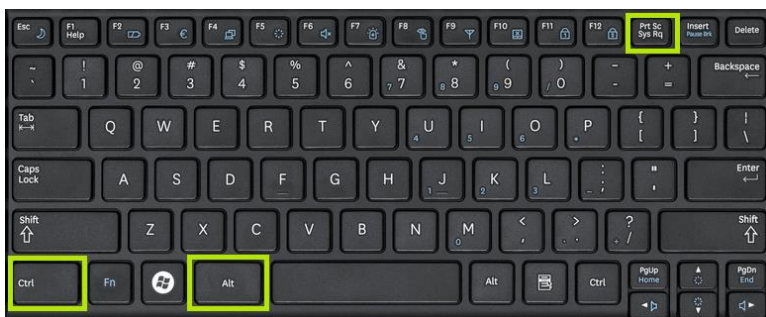 Esc F1 Help F2 F3 € F4 F5 F6 F7 F8 F9 F10 F11 F12 Prt Sc Sys Rq Insert Pause Brk Delete
~ ` ! 1 @ 2 # 3 $ 4 % 5 ^ 6 & 7 7 * 8 8 ( 9 9 ) / 0 _ - + = Backspace
Tab Q W E R T Y U 4 I 5 O 6 P * { [ } ] ¦ \
Caps Lock A S D F G H J 1 K 2 L 3 : - ; " ' Enter
Shift Z X C V B N M 0 < , > . . ? + / Shift
Ctrl Fn Alt Alt Ctrl PgUp Home PgDn End